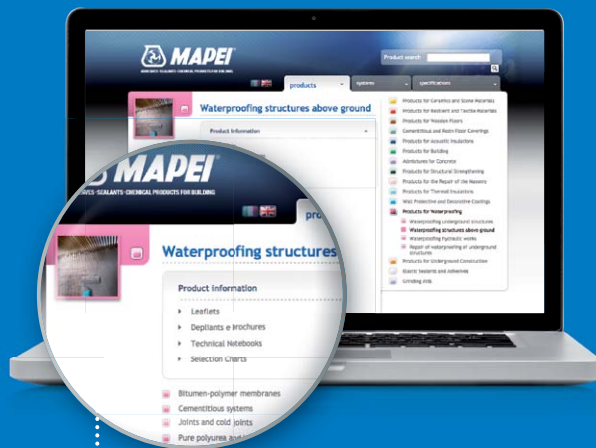 MAPEI
ADHESIVES · SEALANTS · CHEMICAL PRODUCTS FOR BUILDING
Product search
products
systems
specifications
Waterproofing structures above ground
Product Information
Products for Ceramics and Stone Materials
Products for Resilient and Textile Materials
Products for Wooden Floors
Cementitious and Resin Floor Coverings
Products for Acoustic Insulations
Products for Building
Admixtures for Concrete
Products for Structural Strengthening
Products for the Repair of the Masonry
Products for Thermal Insulations
Wall Protective and Decorative Coatings
Products for Waterproofing
Waterproofing underground structures
Waterproofing structures above ground
Waterproofing hydraulic works
Repair of waterproofing of underground
structures
Products for Underground Construction
Elastic Sealants and Adhesives
Grinding Aids
MAPEI
VES · SEALANTS · CHEMICAL PRODUCTS FOR BUILDING
pro
Waterproofing structures
Product information
Leaflets
Depliants e brochures
Technical Notebooks
Selection Charts
Bitumen-polymer membranes
Cementitious systems
Joints and cold joints
Pure polyurea and